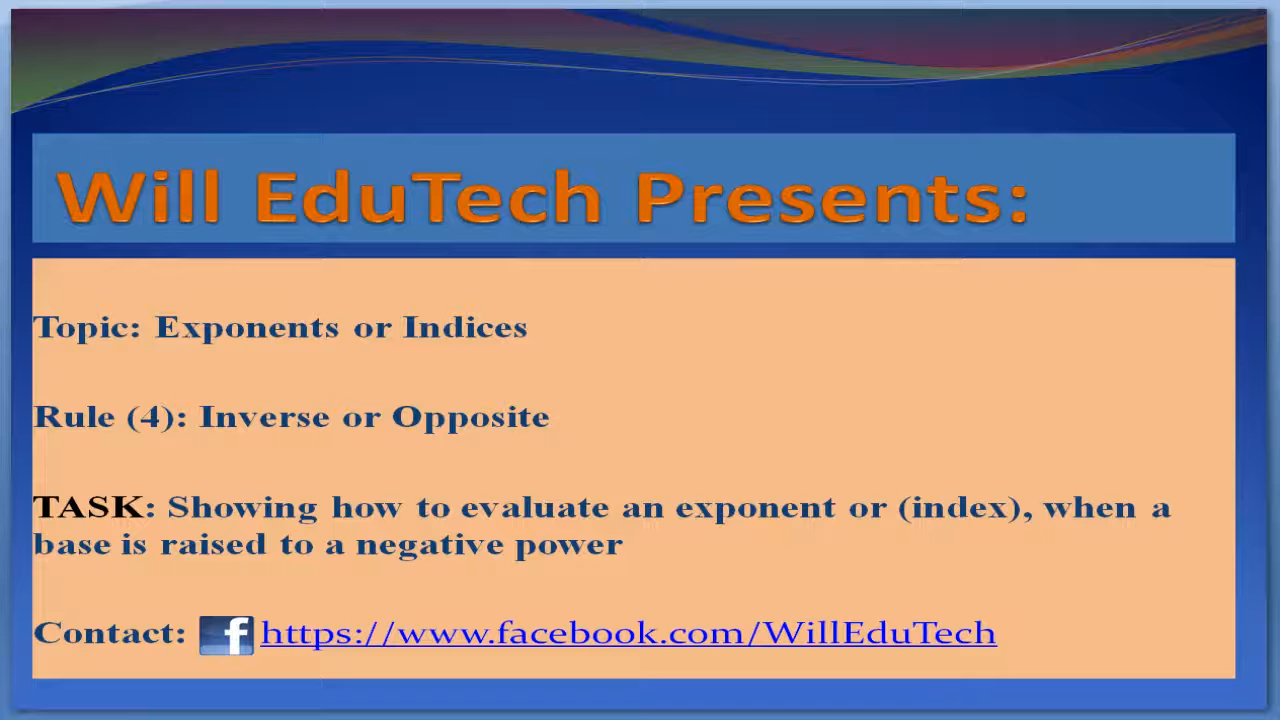 Will EduTech Presents:
Topic: Exponents or Indices
Rule (4): Inverse or Opposite
TASK: Showing how to evaluate an exponent or (index), when a
base is raised to a negative power
Contact: f https://www.facebook.com/WillEduTech